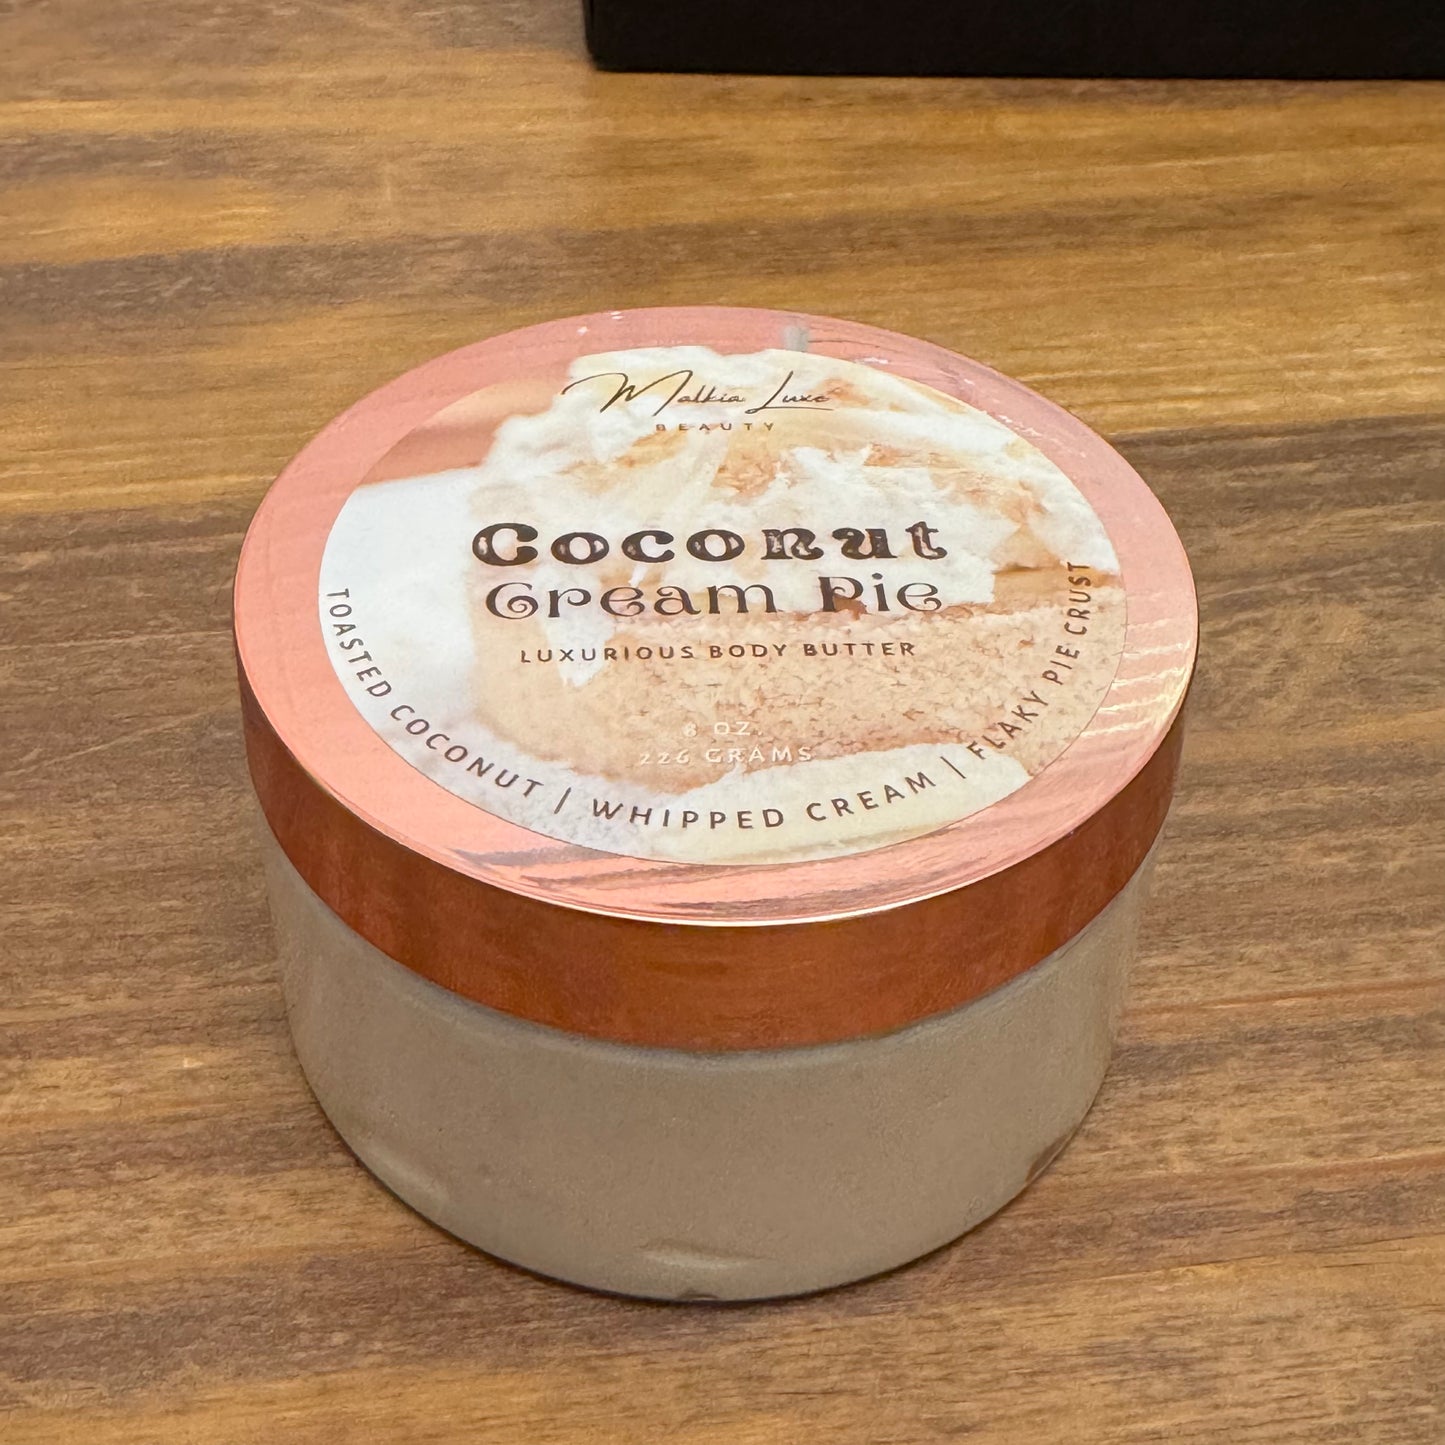 Malkia Luxe
BEAUTY
Coconut
Cream Pie
LUXURIOUS BODY BUTTER
8 OZ.
226 GRAMS
TOASTED COCONUT | WHIPPED CREAM | FLAKY PIE CRUST